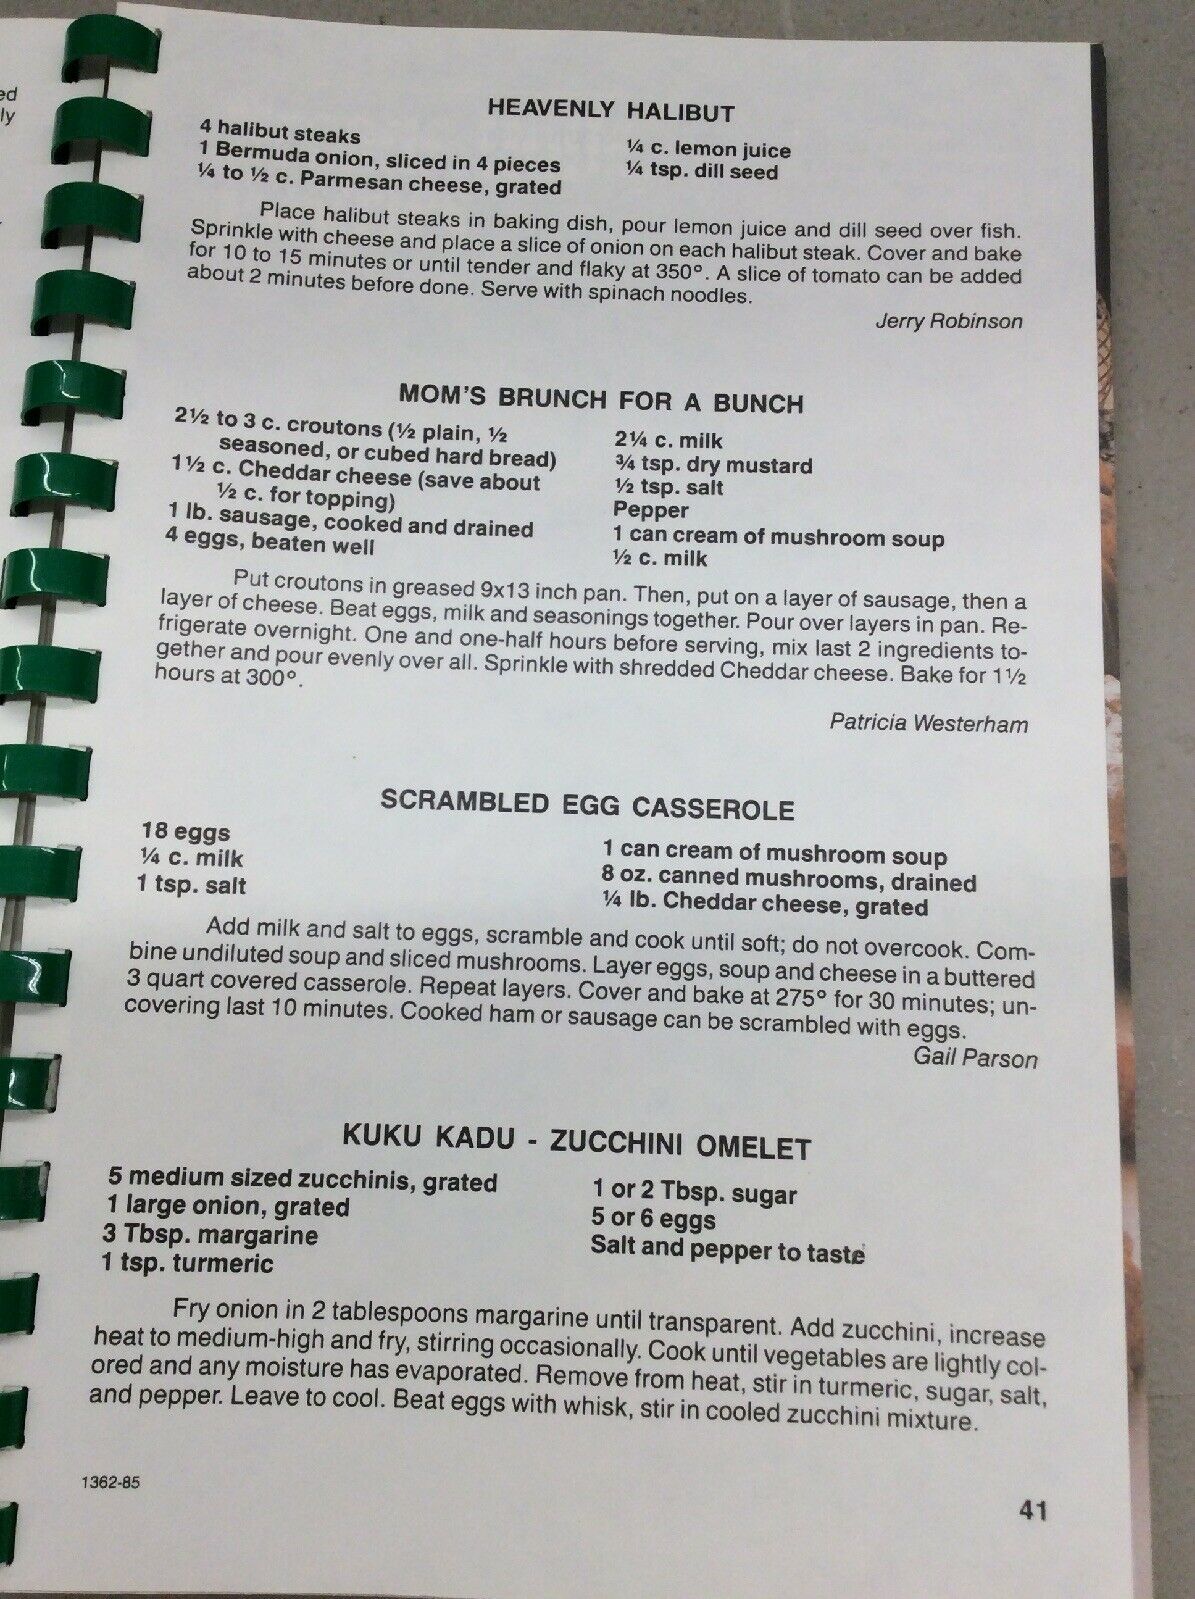 ed
ly
HEAVENLY HALIBUT
4 halibut steaks
1 Bermuda onion, sliced in 4 pieces
¼ to ½ c. Parmesan cheese, grated
¼ c. lemon juice
¼ tsp. dill seed
Place halibut steaks in baking dish, pour lemon juice and dill seed over fish.
Sprinkle with cheese and place a slice of onion on each halibut steak. Cover and bake
for 10 to 15 minutes or until tender and flaky at 350°. A slice of tomato can be added
about 2 minutes before done. Serve with spinach noodles.
Jerry Robinson
MOM'S BRUNCH FOR A BUNCH
2½ to 3 c. croutons (½ plain, ½
seasoned, or cubed hard bread)
1½ c. Cheddar cheese (save about
½ c. for topping)
1 lb. sausage, cooked and drained
4 eggs, beaten well
2¼ c. milk
¾ tsp. dry mustard
½ tsp. salt
Pepper
1 can cream of mushroom soup
½ c. milk
Put croutons in greased 9x13 inch pan. Then, put on a layer of sausage, then a
layer of cheese. Beat eggs, milk and seasonings together. Pour over layers in pan. Re-
frigerate overnight. One and one-half hours before serving, mix last 2 ingredients to-
gether and pour evenly over all. Sprinkle with shredded Cheddar cheese. Bake for 1½
hours at 300°.
Patricia Westerham
SCRAMBLED EGG CASSEROLE
18 eggs
¼ c. milk
1 tsp. salt
1 can cream of mushroom soup
8 oz. canned mushrooms, drained
¼ lb. Cheddar cheese, grated
Add milk and salt to eggs, scramble and cook until soft; do not overcook. Com-
bine undiluted soup and sliced mushrooms. Layer eggs, soup and cheese in a buttered
3 quart covered casserole. Repeat layers. Cover and bake at 275° for 30 minutes; un-
covering last 10 minutes. Cooked ham or sausage can be scrambled with eggs.
Gail Parson
KUKU KADU - ZUCCHINI OMELET
5 medium sized zucchinis, grated
1 large onion, grated
3 Tbsp. margarine
1 tsp. turmeric
1 or 2 Tbsp. sugar
5 or 6 eggs
Salt and pepper to taste
Fry onion in 2 tablespoons margarine until transparent. Add zucchini, increase
heat to medium-high and fry, stirring occasionally. Cook until vegetables are lightly col-
ored and any moisture has evaporated. Remove from heat, stir in turmeric, sugar, salt,
and pepper. Leave to cool. Beat eggs with whisk, stir in cooled zucchini mixture.
1362-85
41